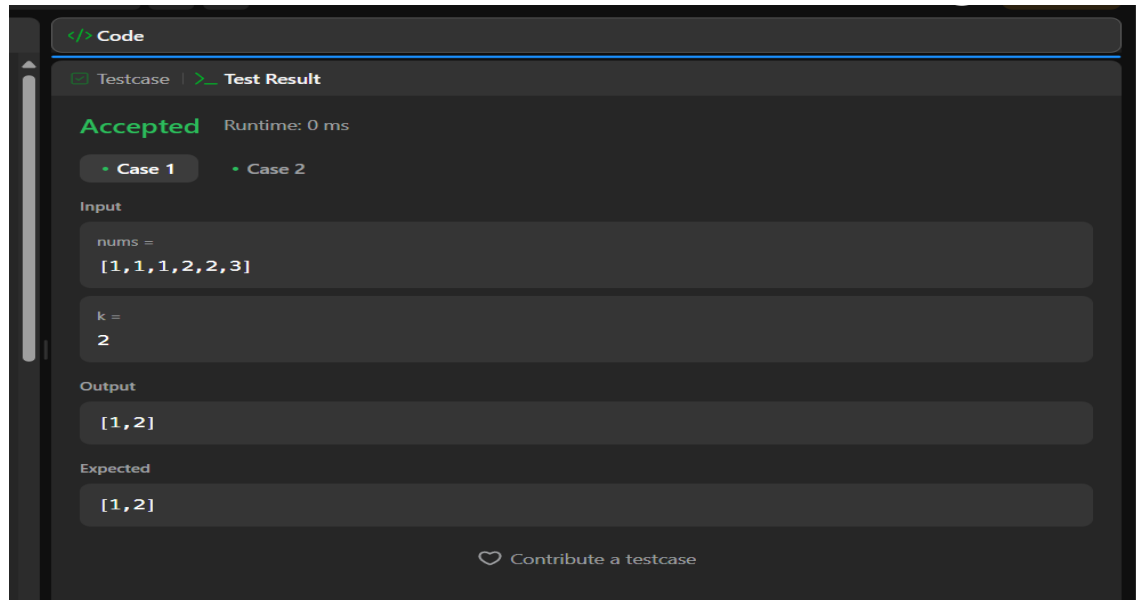 </> Code
Testcase | >_ Test Result
Accepted Runtime: 0 ms
• Case 1 • Case 2
Input
nums =
[1,1,1,2,2,3]
k =
2
Output
[1,2]
Expected
[1,2]
Contribute a testcase